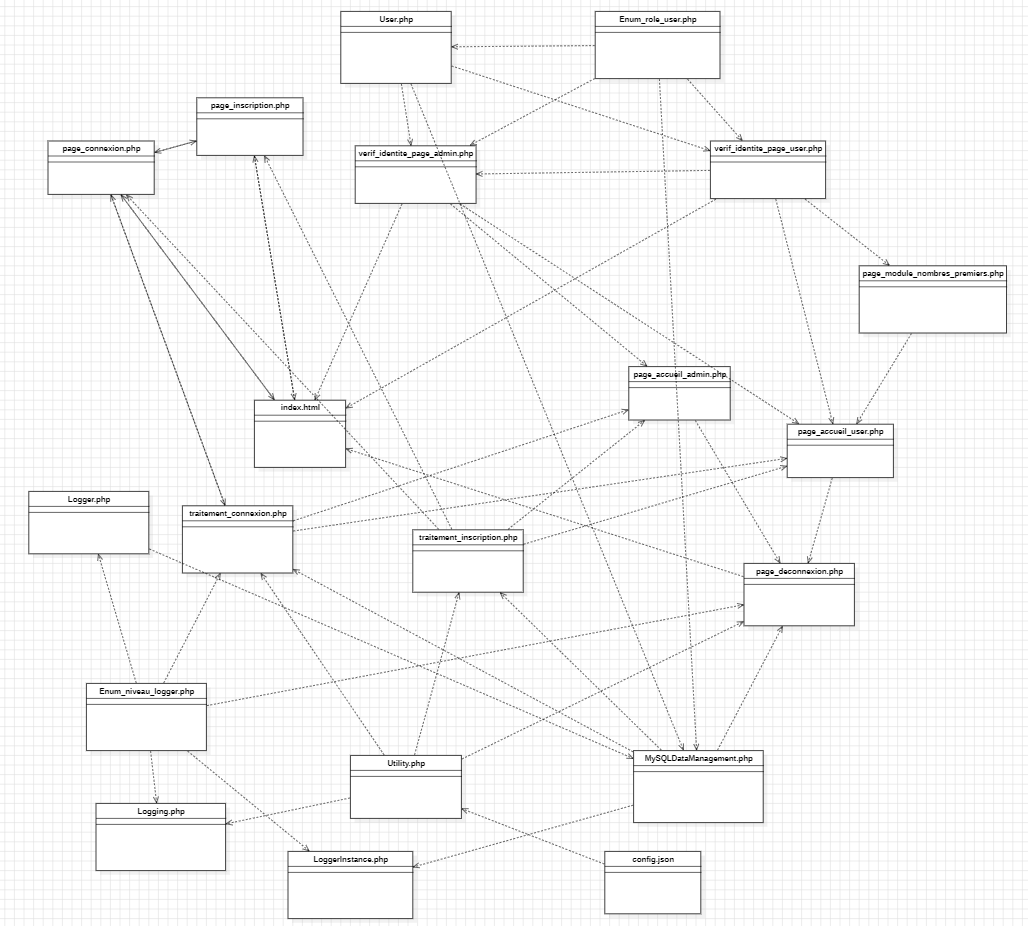 User.php
Enum_role_user.php
page_inscription.php
page_connexion.php
verif_identite_page_admin.php
verif_identite_page_user.php
page_module_nombres_premiers.php
page_accueil_admin.php
index.html
page_accueil_user.php
Logger.php
traitement_connexion.php
traitement_inscription.php
page_deconnexion.php
Enum_niveau_logger.php
Utility.php
MySQLDataManagement.php
Logging.php
LoggerInstance.php
config.json